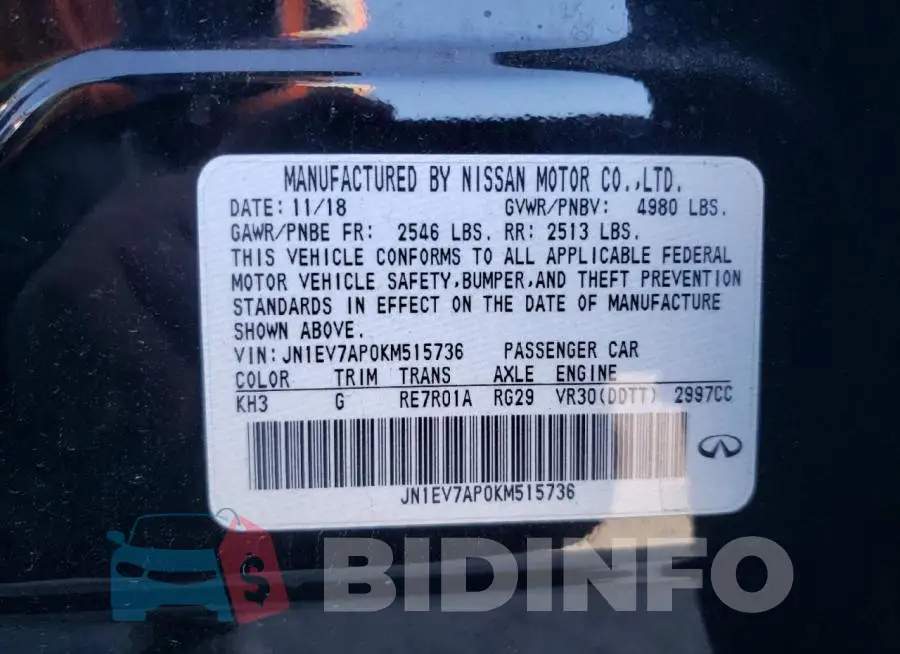 MANUFACTURED BY NISSAN MOTOR CO.,LTD.
DATE: 11/18 GVWR/PNBV: 4980 LBS.
GAWR/PNBE FR: 2546 LBS. RR: 2513 LBS.
THIS VEHICLE CONFORMS TO ALL APPLICABLE FEDERAL
MOTOR VEHICLE SAFETY,BUMPER,AND THEFT PREVENTION
STANDARDS IN EFFECT ON THE DATE OF MANUFACTURE
SHOWN ABOVE.
VIN:JN1EV7AP0KM515736 PASSENGER CAR
COLOR TRIM TRANS AXLE ENGINE
KH3 G RE7R01A RG29 VR30(DDTT) 2997CC
JN1EV7AP0KM515736
$ BIDINFO